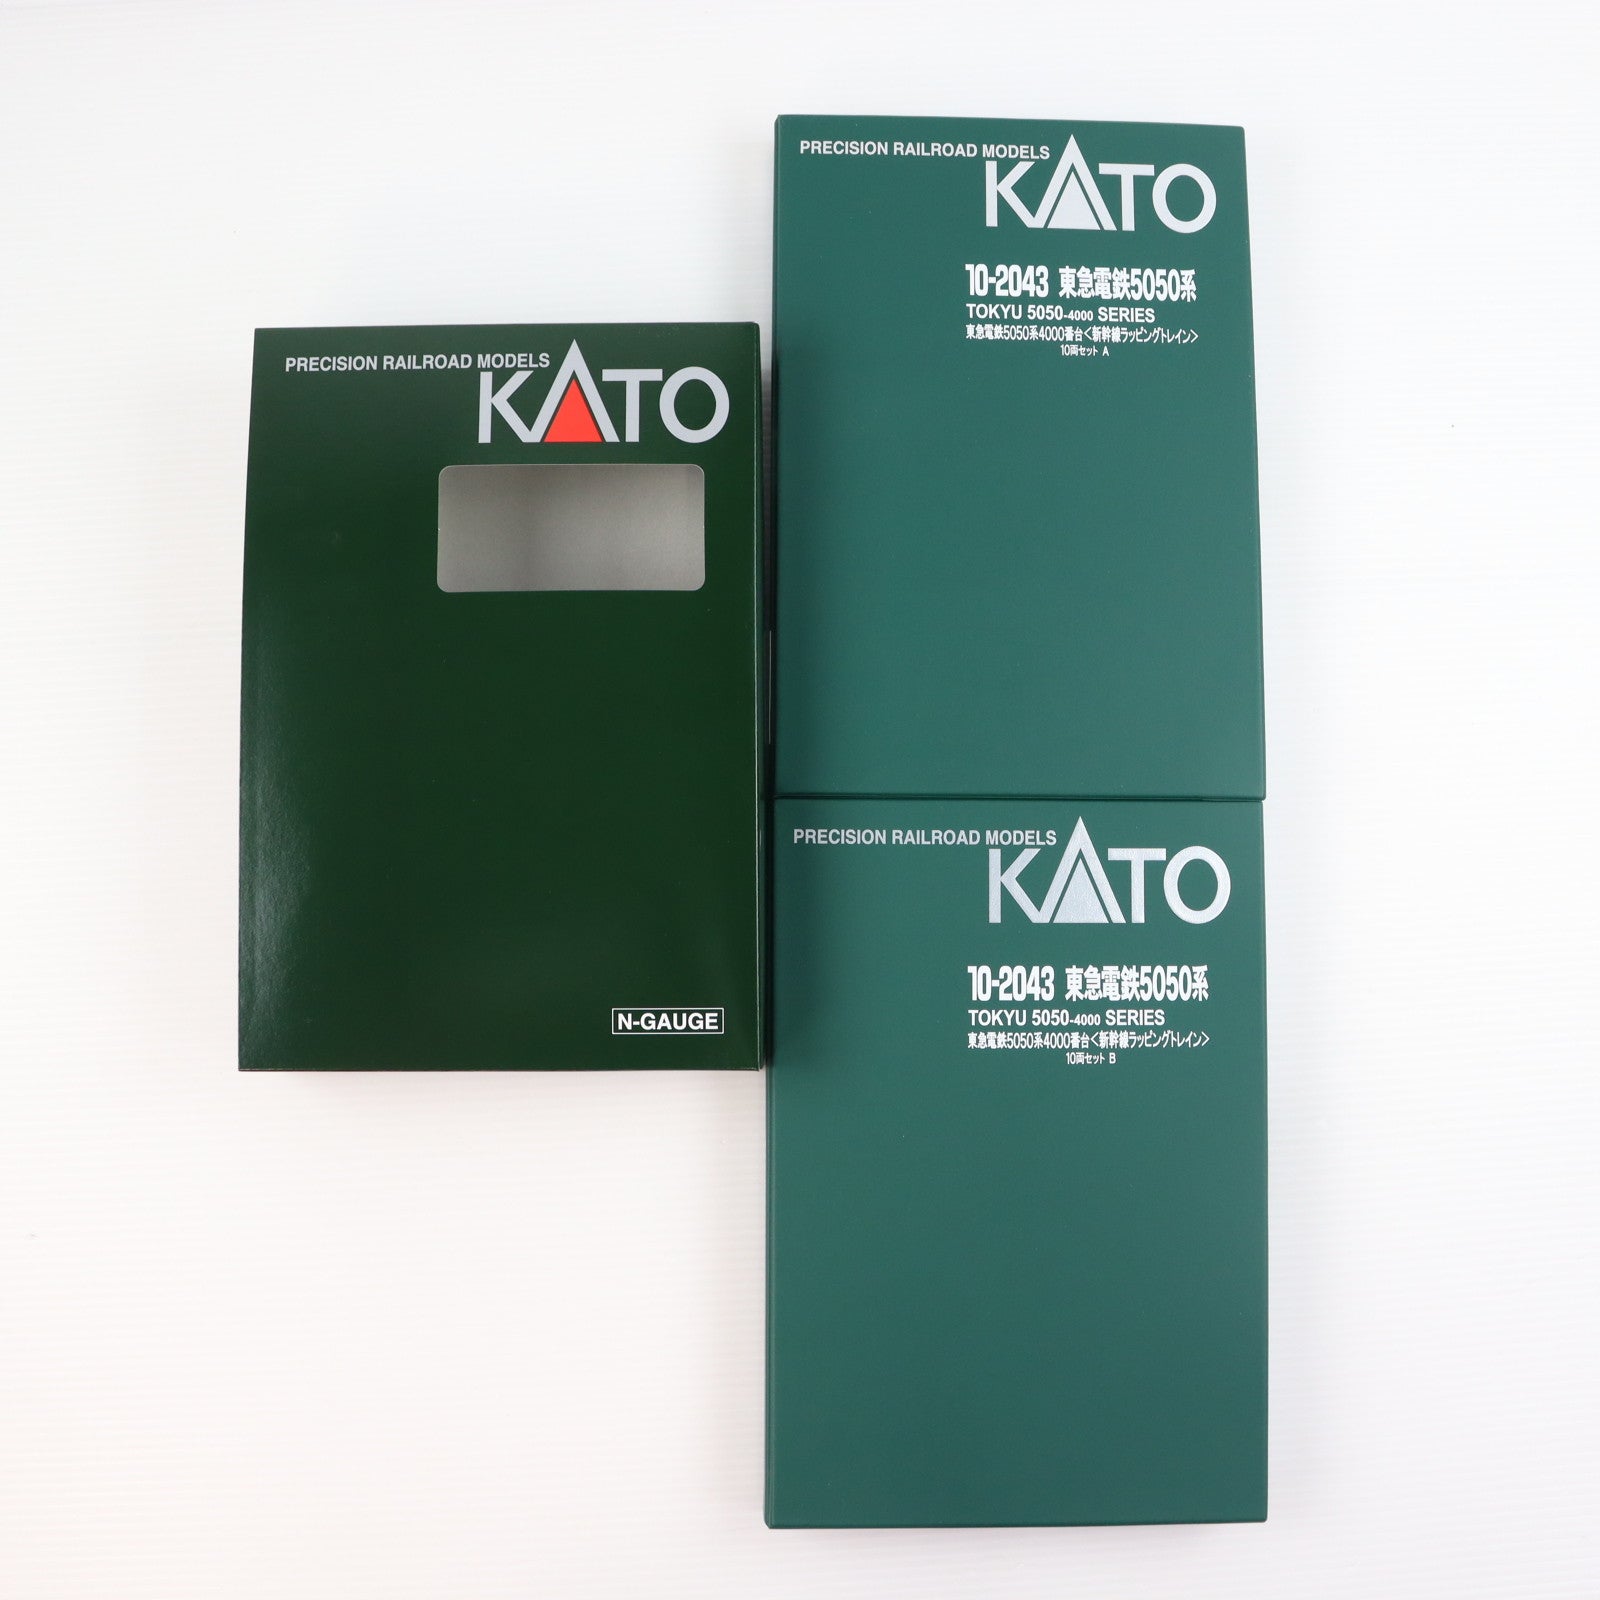 PRECISION RAILROAD MODELS
KATO
N-GAUGE
PRECISION RAILROAD MODELS
KATO
10-2043 東急電鉄5050系
TOKYU 5050-4000 SERIES
東急電鉄5050系4000番台<新幹線ラッピングトレイン>
10両セット A
PRECISION RAILROAD MODELS
KATO
10-2043 東急電鉄5050系
TOKYU 5050-4000 SERIES
東急電鉄5050系4000番台<新幹線ラッピングトレイン>
10両セット B